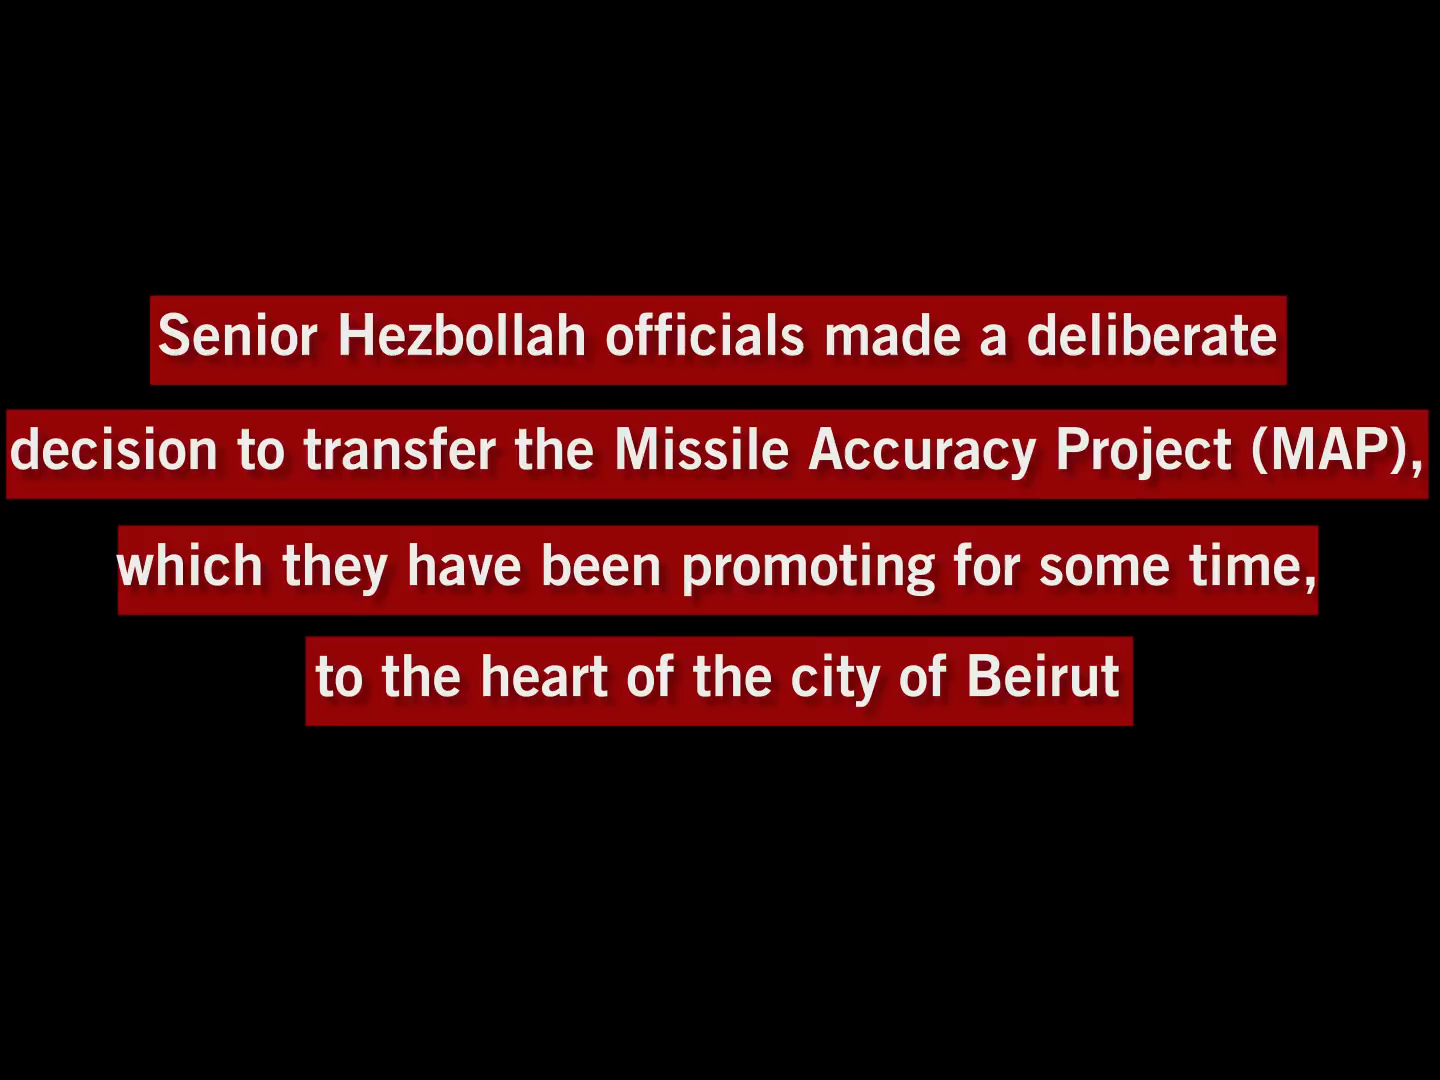 Senior Hezbollah officials made a deliberate
decision to transfer the Missile Accuracy Project (MAP),
which they have been promoting for some time,
to the heart of the city of Beirut